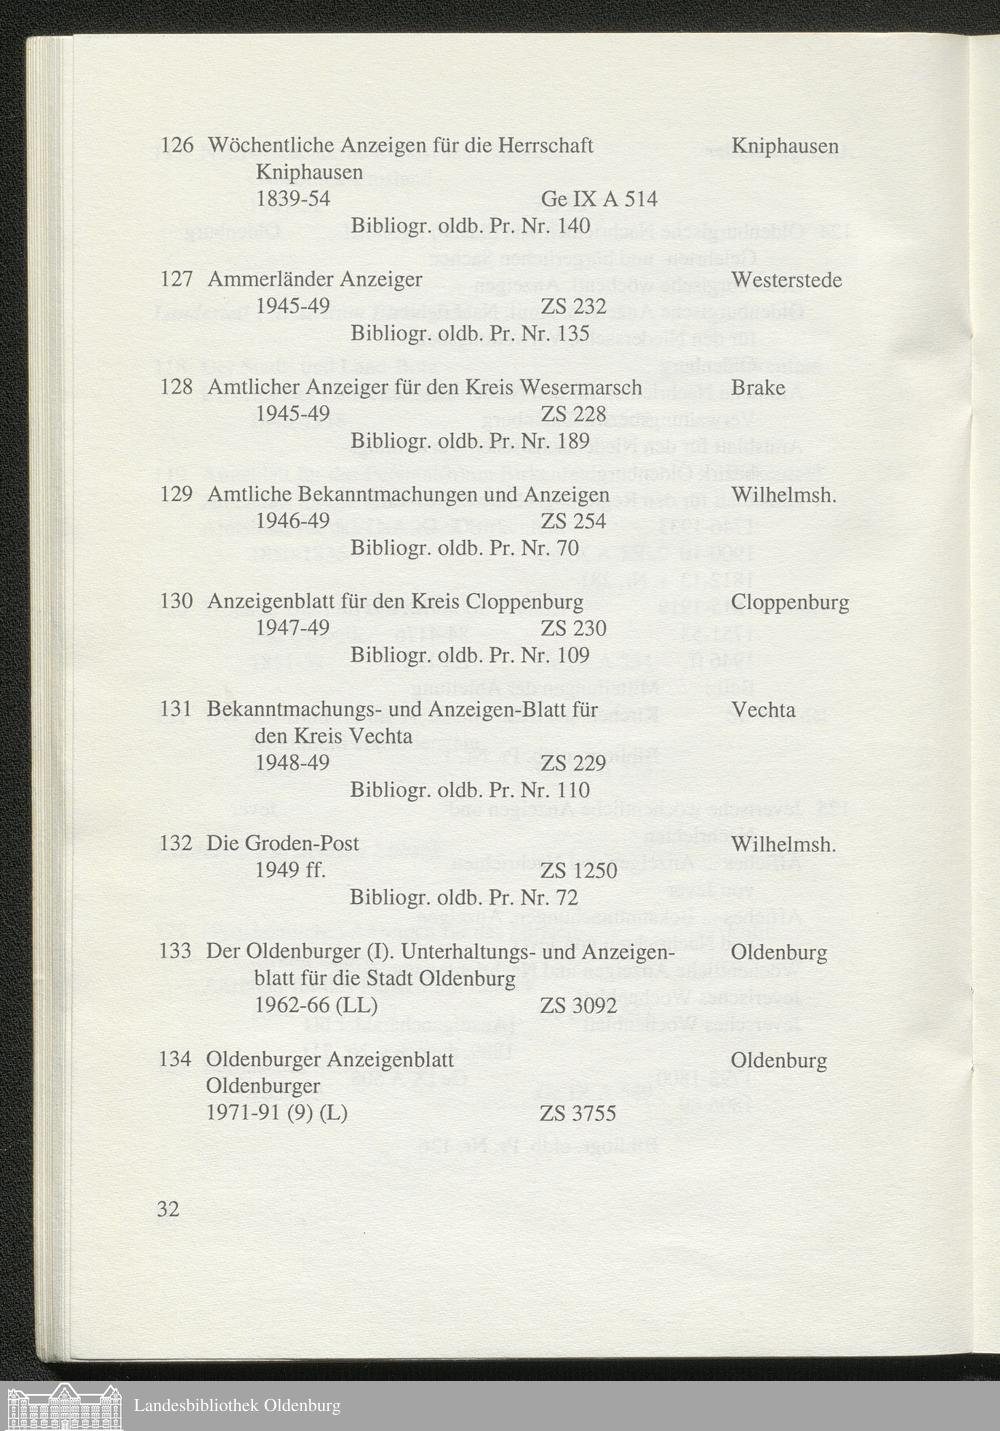 126 Wöchentliche Anzeigen für die Herrschaft Kniphausen
Kniphausen
1839-54 Ge IX A 514
Bibliogr. oldb. Pr. Nr. 140
127 Ammerländer Anzeiger Westerstede
1945-49 ZS 232
Bibliogr. oldb. Pr. Nr. 135
128 Amtlicher Anzeiger für den Kreis Wesermarsch Brake
1945-49 ZS 228
Bibliogr. oldb. Pr. Nr. 189
129 Amtliche Bekanntmachungen und Anzeigen Wilhelmsh.
1946-49 ZS 254
Bibliogr. oldb. Pr. Nr. 70
130 Anzeigenblatt für den Kreis Cloppenburg Cloppenburg
1947-49 ZS 230
Bibliogr. oldb. Pr. Nr. 109
131 Bekanntmachungs- und Anzeigen-Blatt für Vechta
den Kreis Vechta
1948-49 ZS 229
Bibliogr. oldb. Pr. Nr. 110
132 Die Groden-Post Wilhelmsh.
1949 ff. ZS 1250
Bibliogr. oldb. Pr. Nr. 72
133 Der Oldenburger (I). Unterhaltungs- und Anzeigen- Oldenburg
blatt für die Stadt Oldenburg
1962-66 (LL) ZS 3092
134 Oldenburger Anzeigenblatt Oldenburg
Oldenburger
1971-91 (9) (L) ZS 3755
32
Landesbibliothek Oldenburg